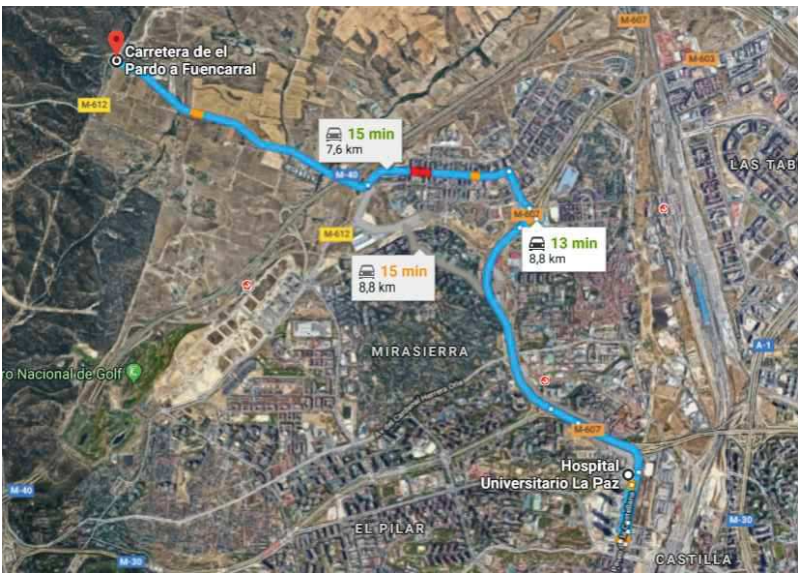 M-607
M-603
Carretera de el
Pardo a Fuencarral
M-612
15 min
7,6 km
LAS TAB
M-40
M-607
M-612
13 min
8,8 km
15 min
8,8 km
MIRASIERRA
A-1
ro Nacional de Golf
M-607
Hospital
Universitario La Paz
M-40
EL PILAR
M-30
M-30
CASTILLA